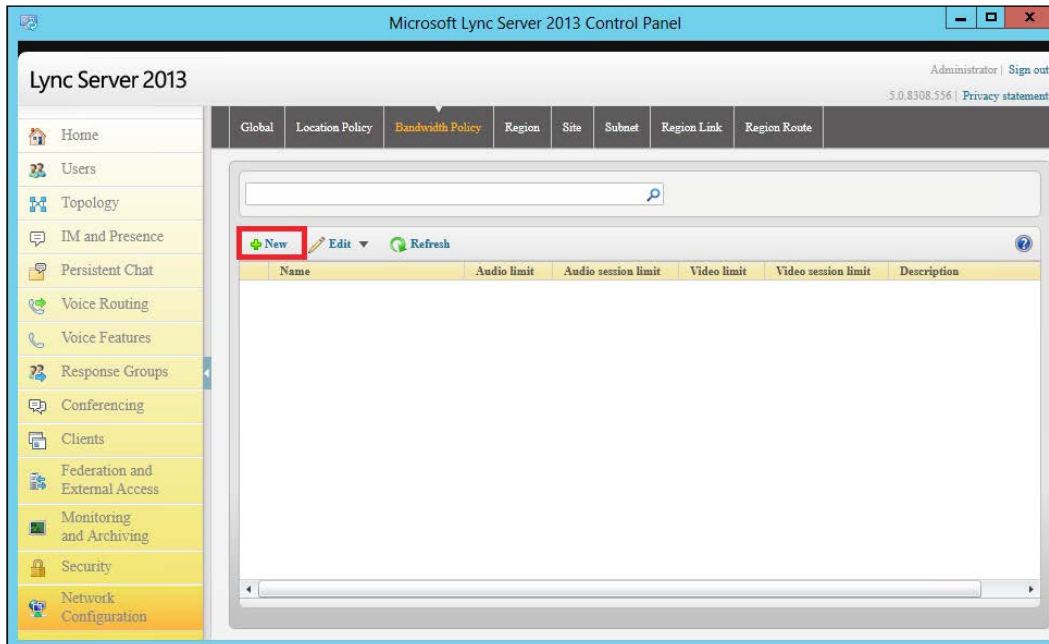 Microsoft Lync Server 2013 Control Panel
Lync Server 2013
Administrator | Sign out
5.0.8308.556 | Privacy statement
Home
Users
Topology
IM and Presence
Persistent Chat
Voice Routing
Voice Features
Response Groups
Conferencing
Clients
Federation and
External Access
Monitoring
and Archiving
Security
Network
Configuration
Global Location Policy Bandwidth Policy Region Site Subnet Region Link Region Route
New Edit Refresh
Name Audio limit Audio session limit Video limit Video session limit Description